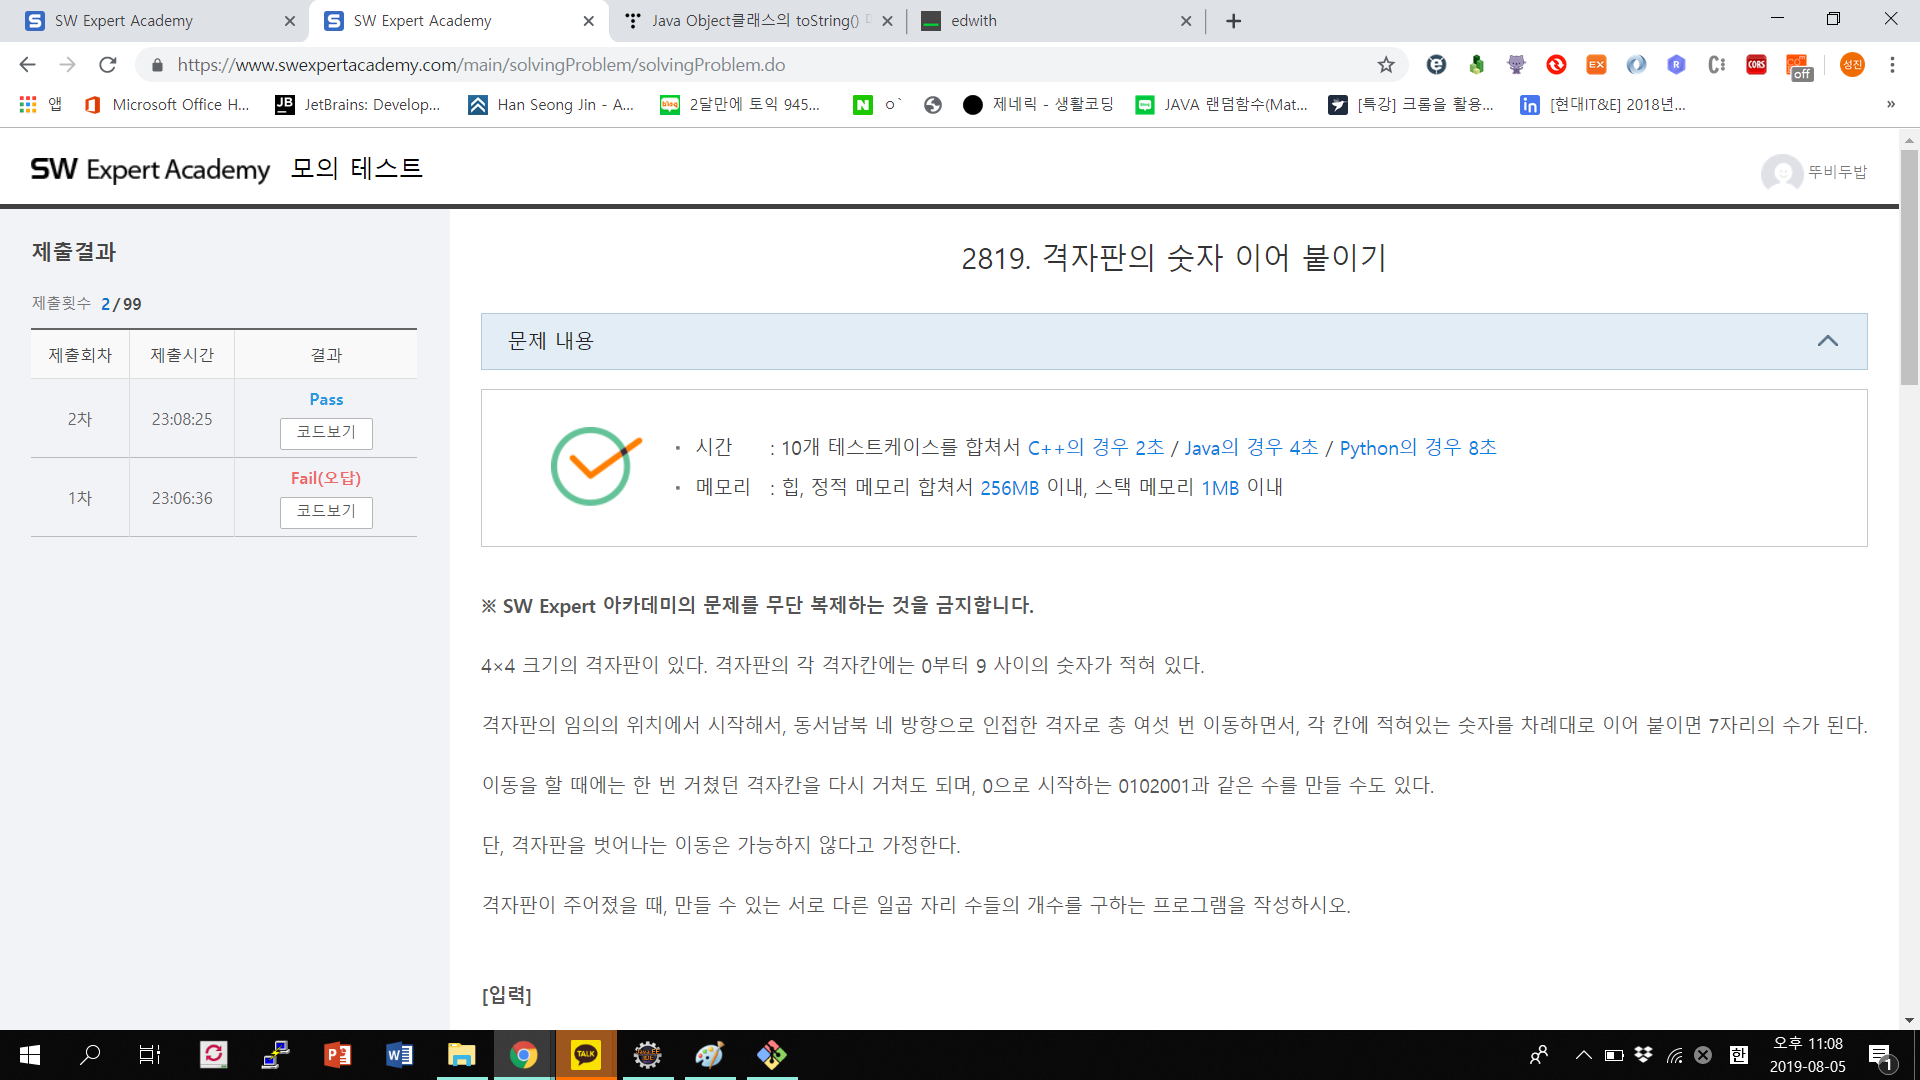 SW Expert Academy
SW Expert Academy
Java Object클래스의 toString()
edwith
https://www.swexpertacademy.com/main/solvingProblem/solvingProblem.do
EX
R
CORS
off
성진
앱
Microsoft Office H...
JB
JetBrains: Develop...
Han Seong Jin - A...
blog
2달만에 토익 945...
N
ㅇ`
제네릭 - 생활코딩
JAVA 랜덤함수(Mat...
[특강] 크롬을 활용...
in
[현대IT&E] 2018년...
»
SW Expert Academy 모의 테스트
뚜비두밥
제출결과
제출횟수 2 / 99
제출회차 제출시간 결과
2차 23:08:25 Pass
코드보기
1차 23:06:36 Fail(오답)
코드보기
2819. 격자판의 숫자 이어 붙이기
문제 내용
· 시간 : 10개 테스트케이스를 합쳐서 C++의 경우 2초 / Java의 경우 4초 / Python의 경우 8초
· 메모리 : 힙, 정적 메모리 합쳐서 256MB 이내, 스택 메모리 1MB 이내
※ SW Expert 아카데미의 문제를 무단 복제하는 것을 금지합니다.
4×4 크기의 격자판이 있다. 격자판의 각 격자칸에는 0부터 9 사이의 숫자가 적혀 있다.
격자판의 임의의 위치에서 시작해서, 동서남북 네 방향으로 인접한 격자로 총 여섯 번 이동하면서, 각 칸에 적혀있는 숫자를 차례대로 이어 붙이면 7자리의 수가 된다.
이동을 할 때에는 한 번 거쳤던 격자칸을 다시 거쳐도 되며, 0으로 시작하는 0102001과 같은 수를 만들 수도 있다.
단, 격자판을 벗어나는 이동은 가능하지 않다고 가정한다.
격자판이 주어졌을 때, 만들 수 있는 서로 다른 일곱 자리 수들의 개수를 구하는 프로그램을 작성하시오.
[입력]
TALK
한
오후 11:08
2019-08-05
1